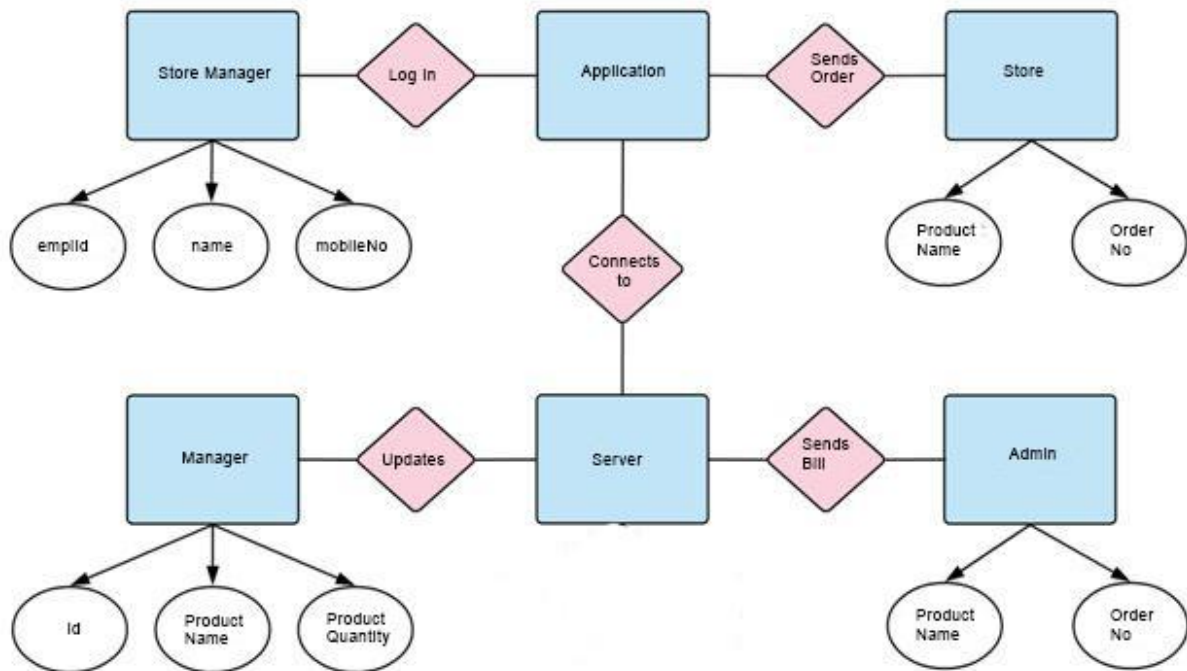 Store Manager
Log In
Application
Sends
Order
Store
emplId
name
mobileNo
Product
Name
Order
No
Connects
to
Manager
Updates
Server
Sends
Bill
Admin
Id
Product
Name
Product
Quantity
Product
Name
Order
No